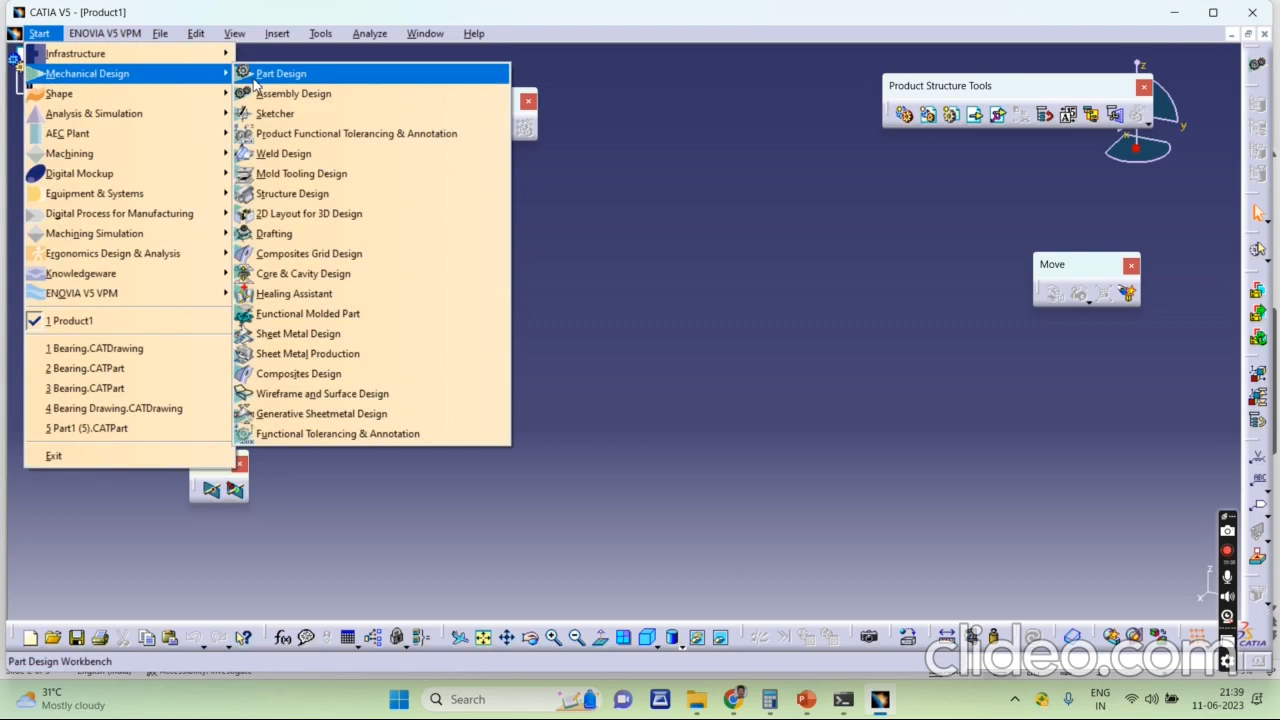 CATIA V5 - [Product1]
Start ENOVIA V5 VPM File Edit View Insert Tools Analyze Window Help
Infrastructure
Mechanical Design
Shape
Analysis & Simulation
AEC Plant
Machining
Digital Mockup
Equipment & Systems
Digital Process for Manufacturing
Machining Simulation
Ergonomics Design & Analysis
Knowledgeware
ENOVIA V5 VPM
1 Product1
1 Bearing.CATDrawing
2 Bearing.CATPart
3 Bearing.CATPart
4 Bearing Drawing.CATDrawing
5 Part1 (5).CATPart
Exit
Part Design
Assembly Design
Sketcher
Product Functional Tolerancing & Annotation
Weld Design
Mold Tooling Design
Structure Design
2D Layout for 3D Design
Drafting
Composites Grid Design
Core & Cavity Design
Healing Assistant
Functional Molded Part
Sheet Metal Design
Sheet Metal Production
Composites Design
Wireframe and Surface Design
Generative Sheetmetal Design
Functional Tolerancing & Annotation
Product Structure Tools
z
y
x
Move
z
x
Part Design Workbench
CATIA
clideo.com
31°C
Mostly cloudy
Search
ENG
IN
21:39
11-06-2023